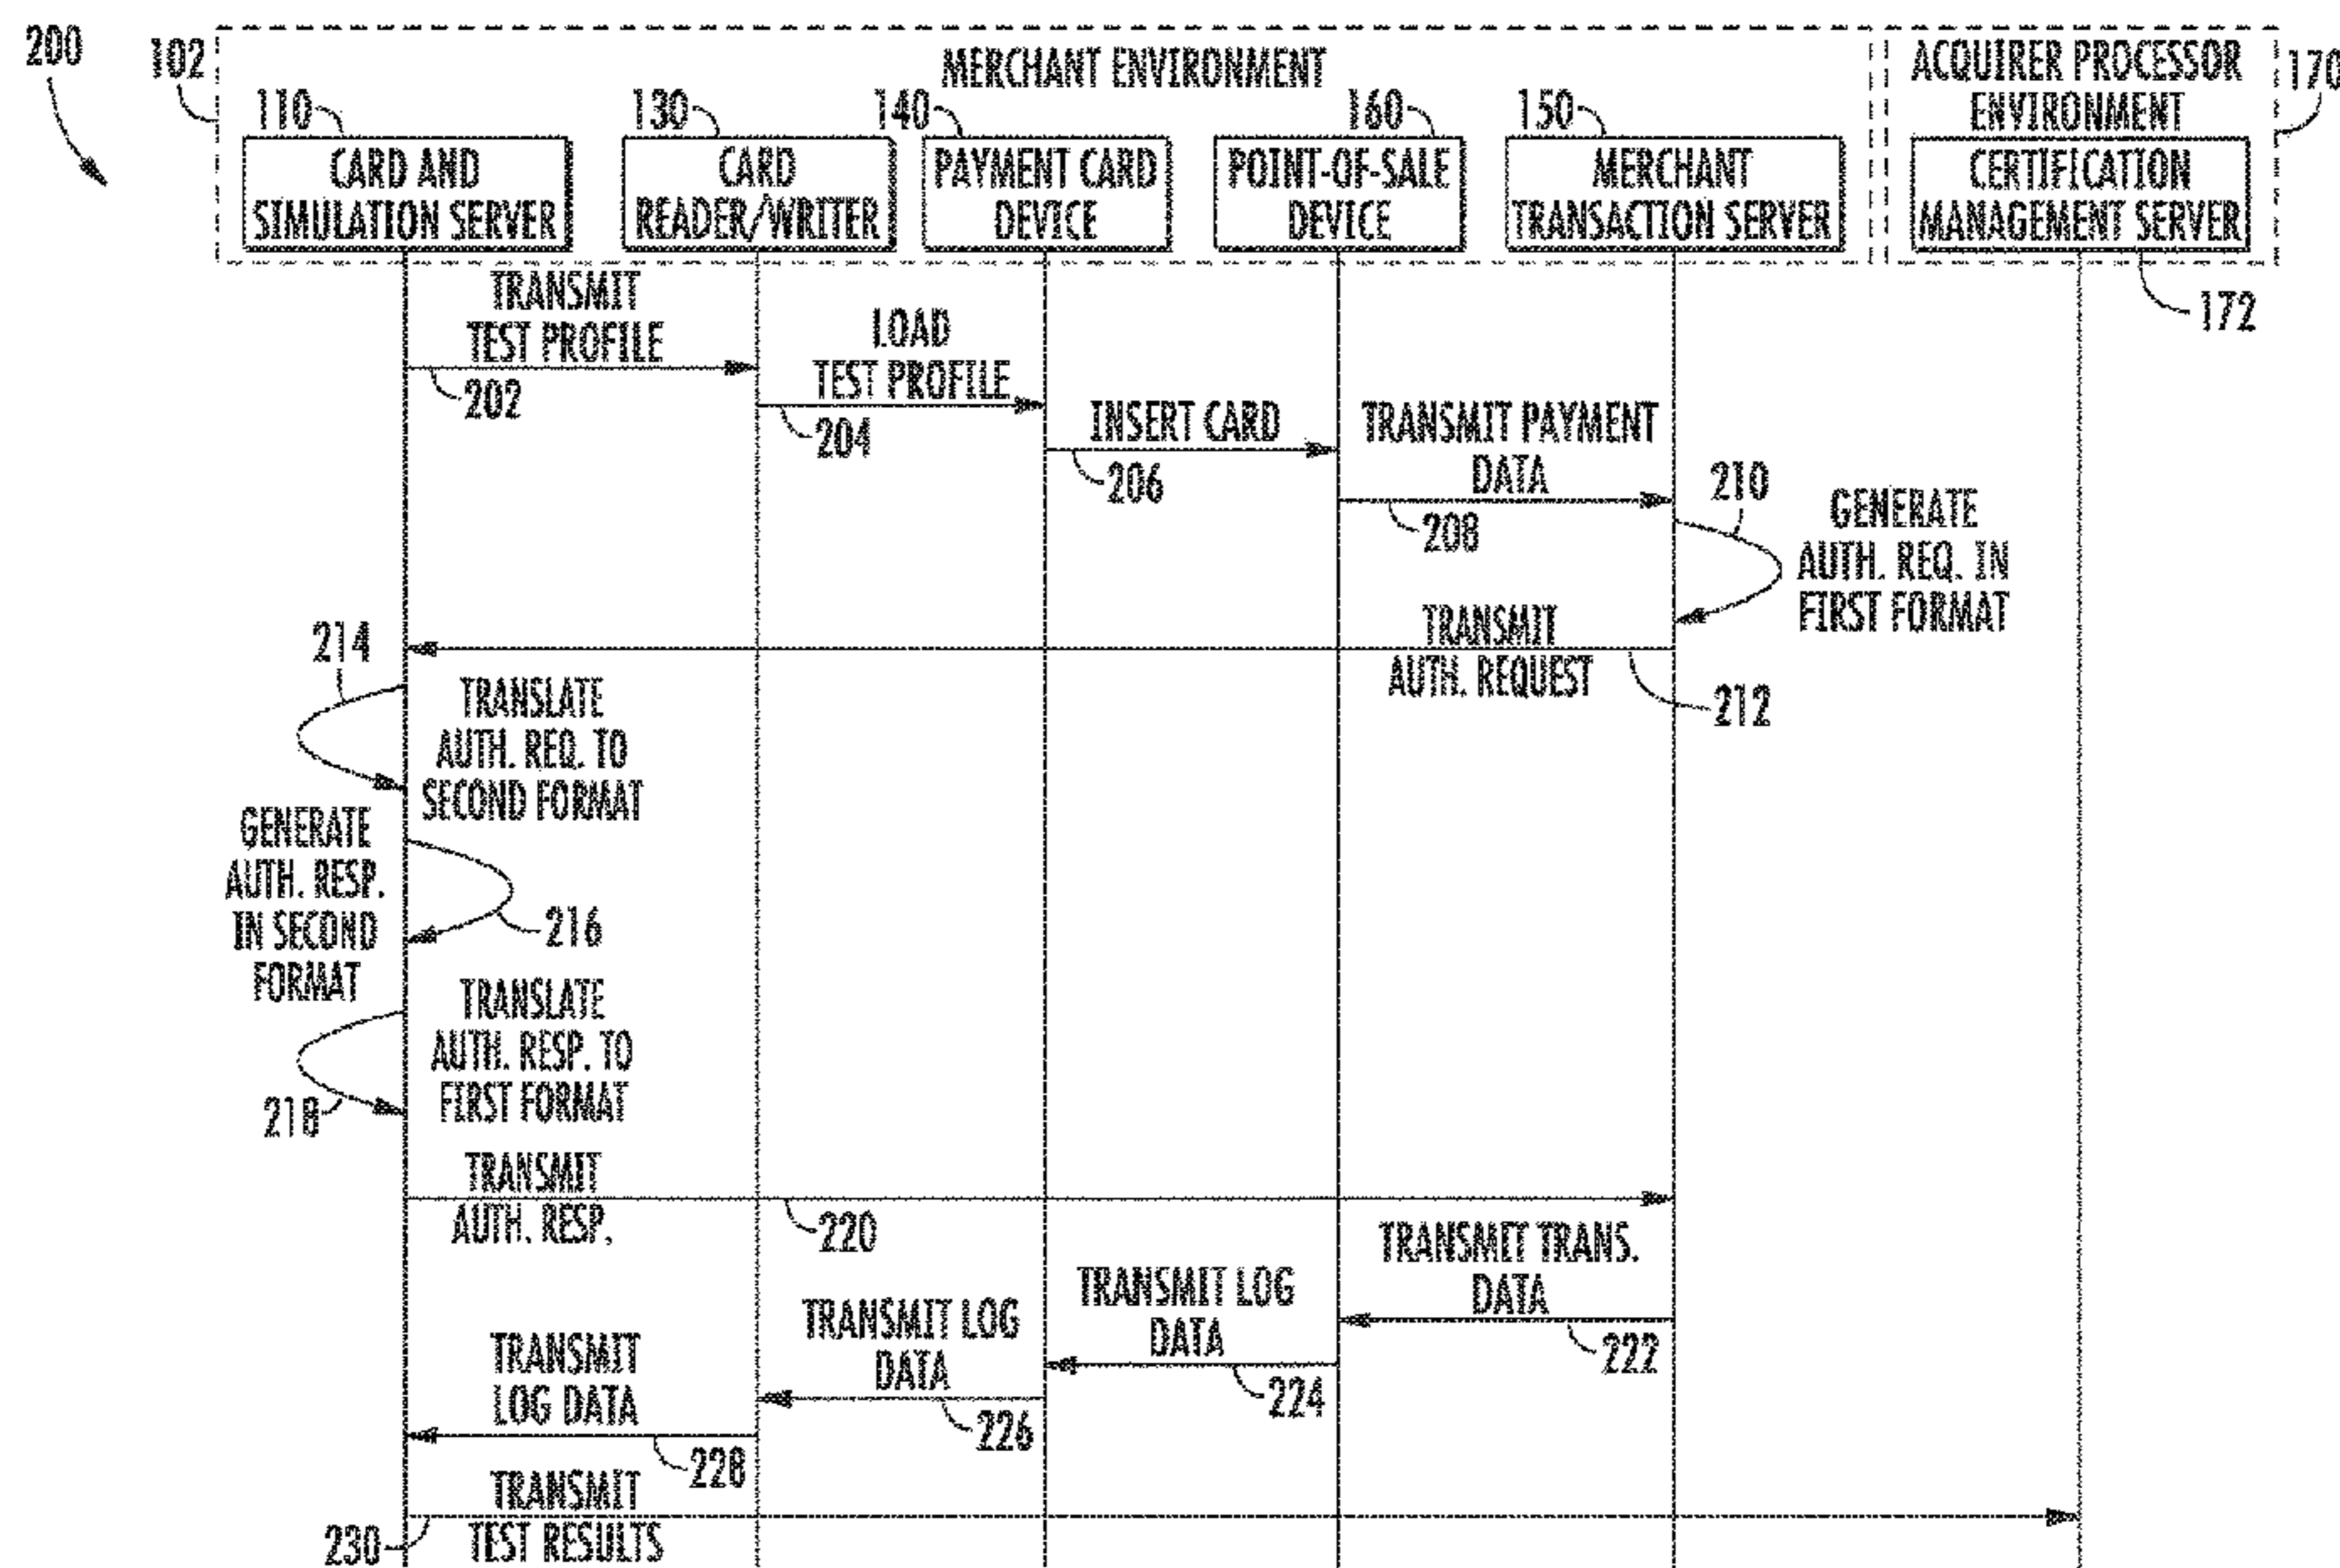 200
102
MERCHANT ENVIRONMENT
ACQUIRER PROCESSOR
ENVIRONMENT
170
110
130
140
160
150
CARD AND
SIMULATION SERVER
CARD
READER/WRITER
PAYMENT CARD
DEVICE
POINT-OF-SALE
DEVICE
MERCHANT
TRANSACTION SERVER
CERTIFICATION
MANAGEMENT SERVER
172
TRANSMIT
TEST PROFILE
202
LOAD
TEST PROFILE
204
INSERT CARD
206
TRANSMIT PAYMENT
DATA
208
210
GENERATE
AUTH. REQ. IN
FIRST FORMAT
TRANSMIT
AUTH. REQUEST
212
214
TRANSLATE
AUTH. REQ. TO
SECOND FORMAT
GENERATE
AUTH. RESP.
IN SECOND
FORMAT
216
TRANSLATE
AUTH. RESP. TO
FIRST FORMAT
218
TRANSMIT
AUTH. RESP.
220
TRANSMIT TRANS.
DATA
222
TRANSMIT LOG
DATA
224
TRANSMIT LOG
DATA
226
TRANSMIT
LOG DATA
228
TRANSMIT
TEST RESULTS
230